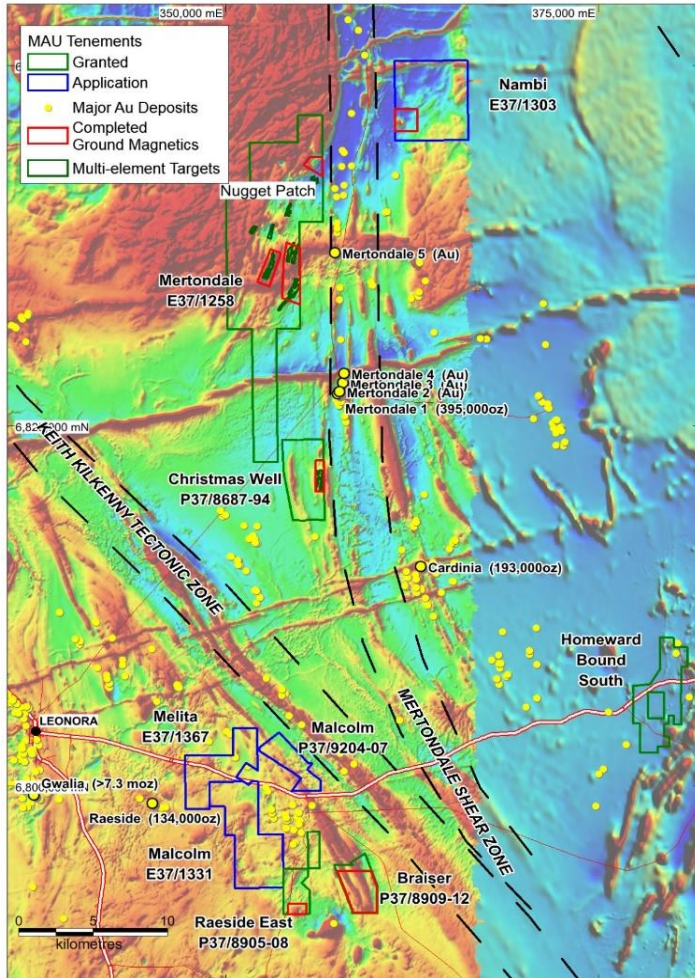 350,000 mE
375,000 mE
MAU Tenements
Granted
Application
Major Au Deposits
Completed
Ground Magnetics
Multi-element Targets
Nambi
E37/1303
Nugget Patch
Mertondale 5 (Au)
Mertondale
E37/1258
Mertondale 4 (Au)
Mertondale 3 (Au)
Mertondale 2 (Au)
Mertondale 1 (395,000oz)
KEITH KILKENNY TECTONIC ZONE
Christmas Well
P37/8687-94
Cardinia (193,000oz)
Homeward
Bound
South
MERTONDALE SHEAR ZONE
Melita
E37/1367
Malcolm
P37/9204-07
LEONORA
Gwalia (>7.3 moz)
6,800,000 mN
Raeside (134,000oz)
Malcolm
E37/1331
Braiser
P37/8909-12
Raeside East
P37/8905-08
0 5 10
kilometres